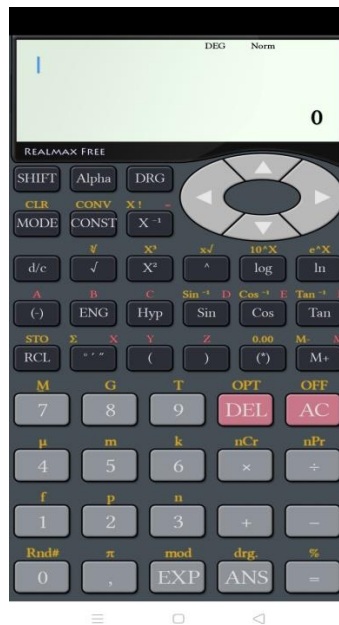 DEG Norm
0
REALMAX FREE
SHIFT Alpha DRG
CLR CONV X ! -
MODE CONST X⁻¹
∛ X³ x√ 10^X e^X
d/c √ X² ^ log ln
A B C Sin⁻¹ D Cos⁻¹ E Tan⁻¹
(-) ENG Hyp Sin Cos Tan
STO Σ X Y Z 0.00 M- M
RCL ° ′ ″ ( ) (*) M+
M G T OPT OFF
7 8 9 DEL AC
μ m k nCr nPr
4 5 6 × ÷
f p n
1 2 3 + −
Rnd# π mod drg. %
0 , EXP ANS =